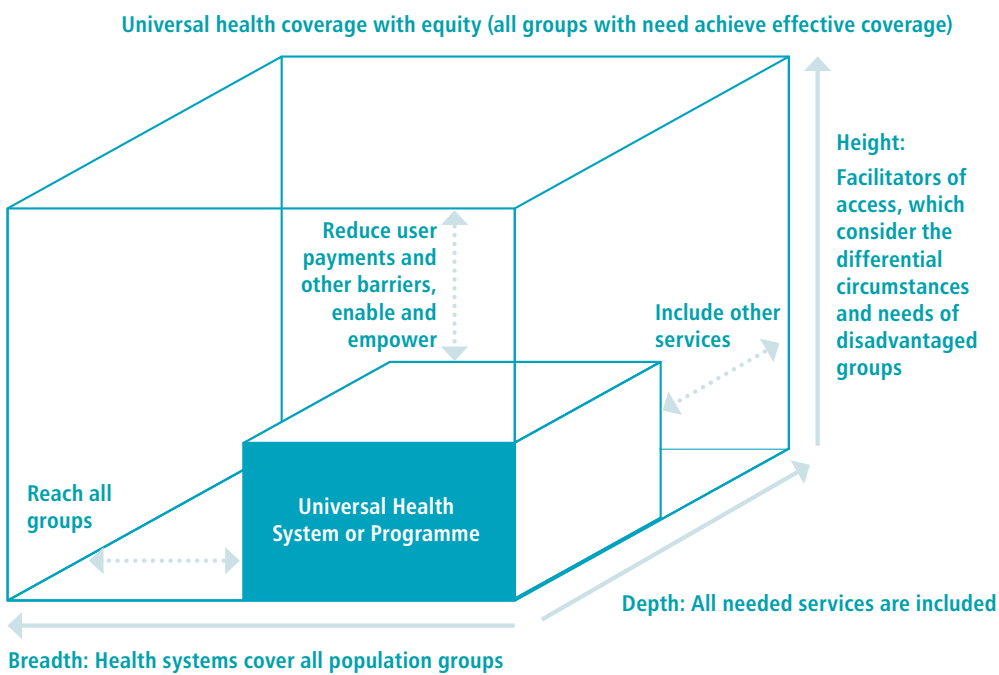 Universal health coverage with equity (all groups with need achieve effective coverage)
Height:
Facilitators of
access, which
consider the
differential
circumstances
and needs of
disadvantaged
groups
Reduce user
payments and
other barriers,
enable and
empower
Include other
services
Reach all
groups
Universal Health
System or Programme
Depth: All needed services are included
Breadth: Health systems cover all population groups